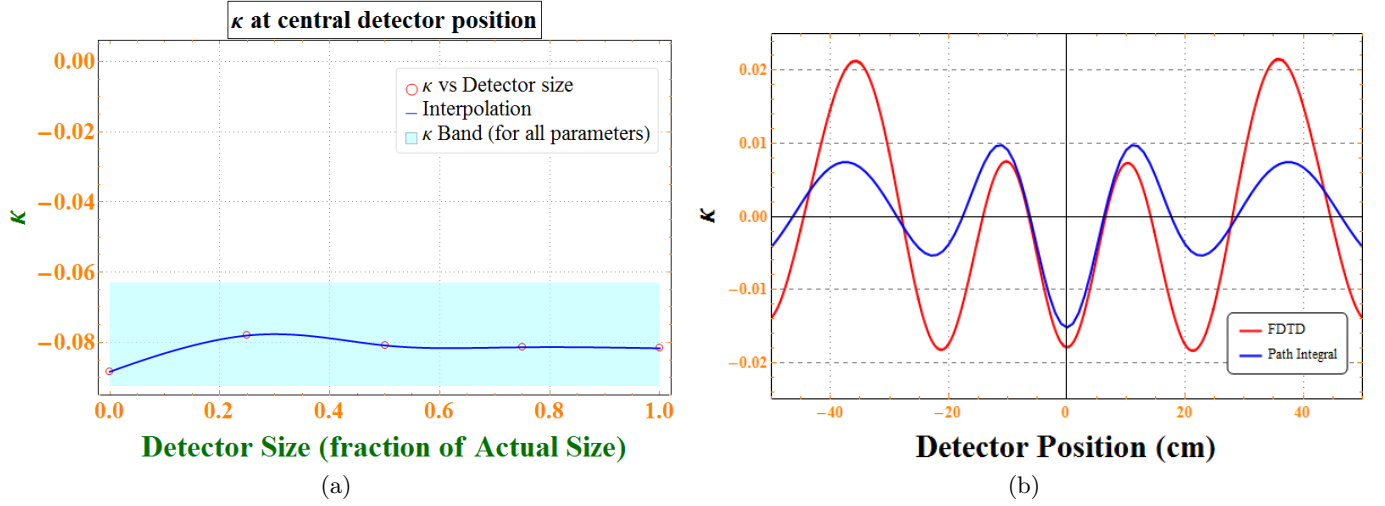 κ at central detector position
0.00
−0.02
−0.04
−0.06
−0.08
κ
κ vs Detector size
Interpolation
κ Band (for all parameters)
0.0 0.2 0.4 0.6 0.8 1.0
Detector Size (fraction of Actual Size)
(a)
0.02
0.01
0.00
−0.01
−0.02
κ
FDTD
Path Integral
−40 −20 0 20 40
Detector Position (cm)
(b)